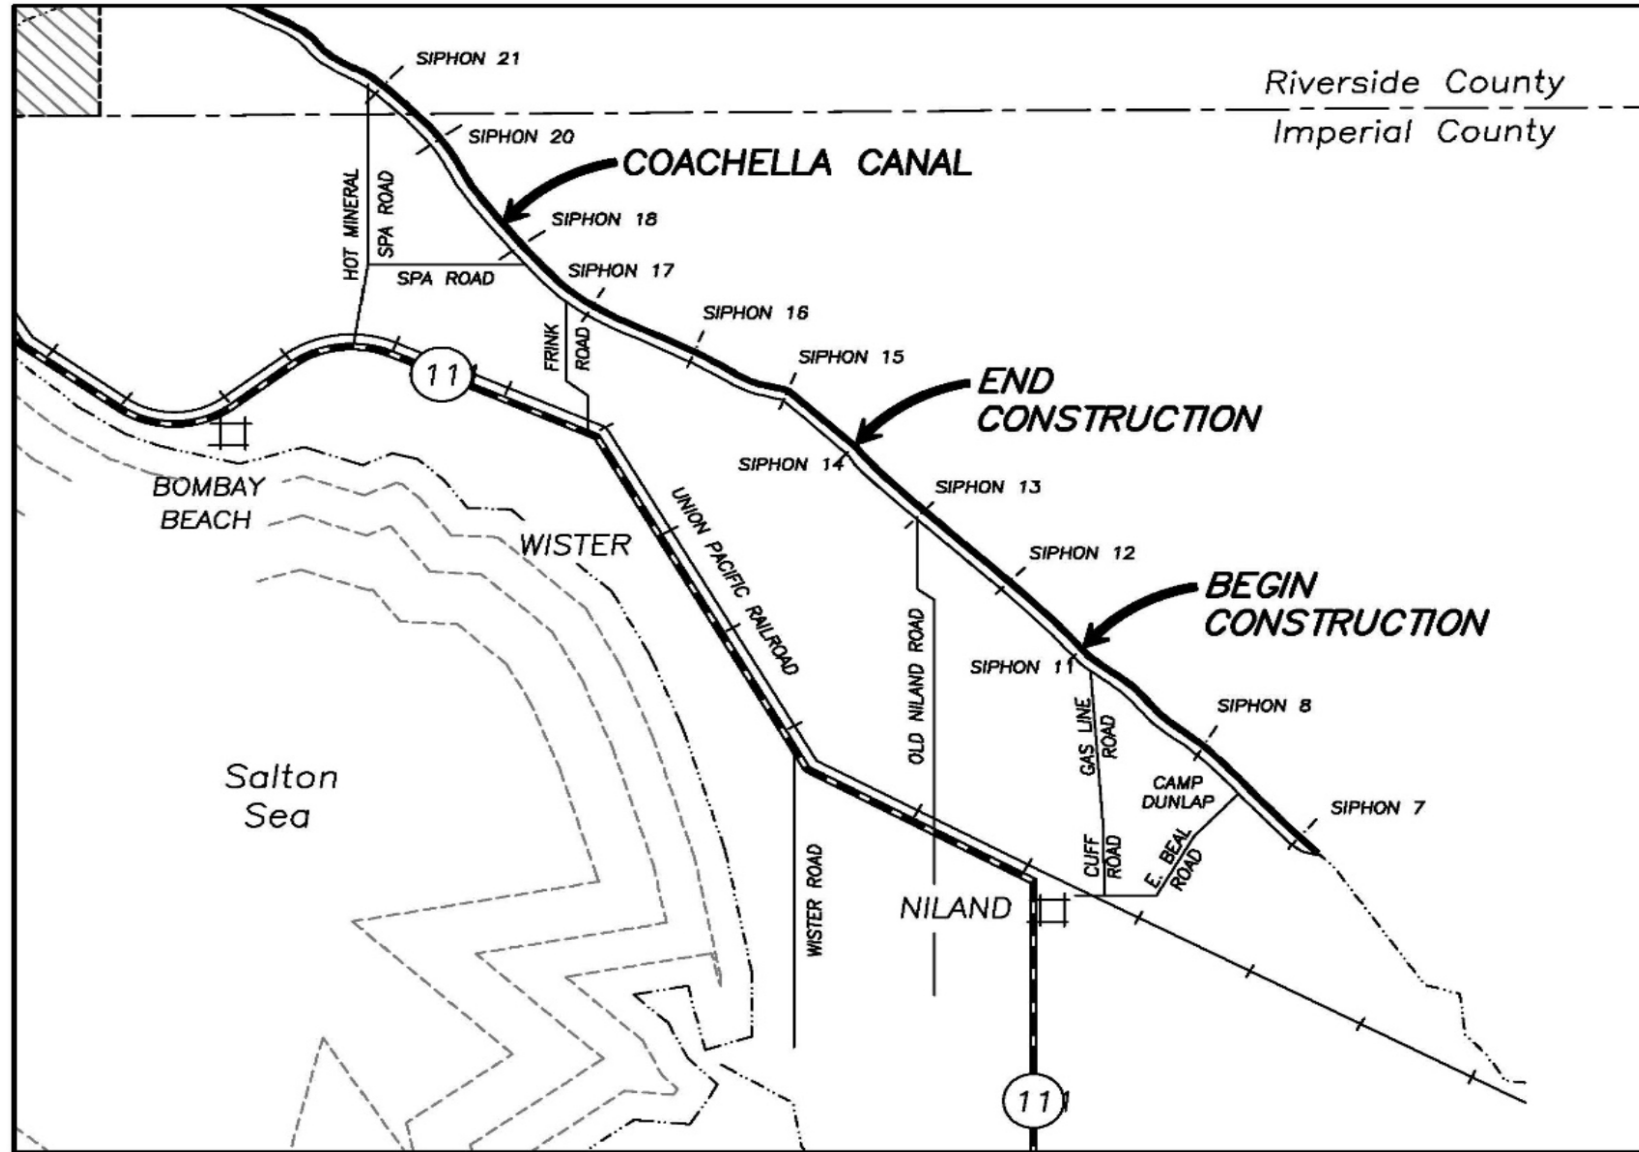 SIPHON 21
Riverside County
Imperial County
SIPHON 20
COACHELLA CANAL
HOT MINERAL
SPA ROAD
SIPHON 18
SPA ROAD
SIPHON 17
SIPHON 16
FRINK
ROAD
SIPHON 15
11
END
CONSTRUCTION
SIPHON 14
BOMBAY
BEACH
SIPHON 13
WISTER
UNION PACIFIC RAILROAD
SIPHON 12
BEGIN
CONSTRUCTION
SIPHON 11
OLD NILAND ROAD
GAS LINE
ROAD
SIPHON 8
Salton
Sea
CAMP
DUNLAP
SIPHON 7
CUFF
ROAD
E. BEAL
ROAD
WISTER ROAD
NILAND
111